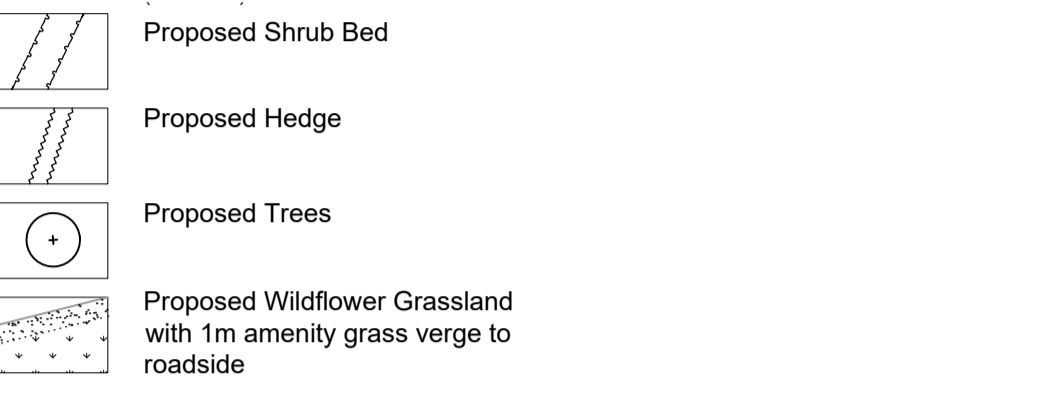 Proposed Shrub Bed
Proposed Hedge
Proposed Trees
Proposed Wildflower Grassland
with 1m amenity grass verge to
roadside